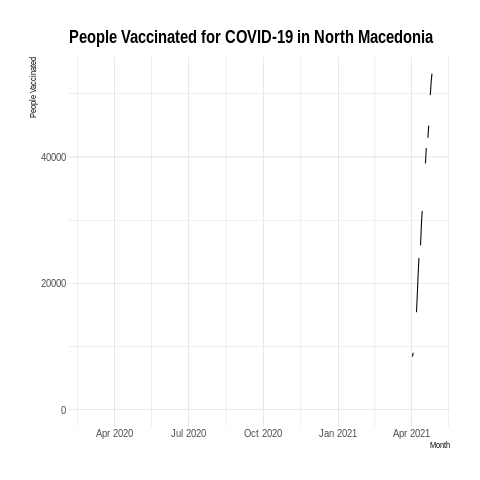 People Vaccinated for COVID-19 in North Macedonia
People Vaccinated
40000
20000
0
Apr 2020 Jul 2020 Oct 2020 Jan 2021 Apr 2021
Month